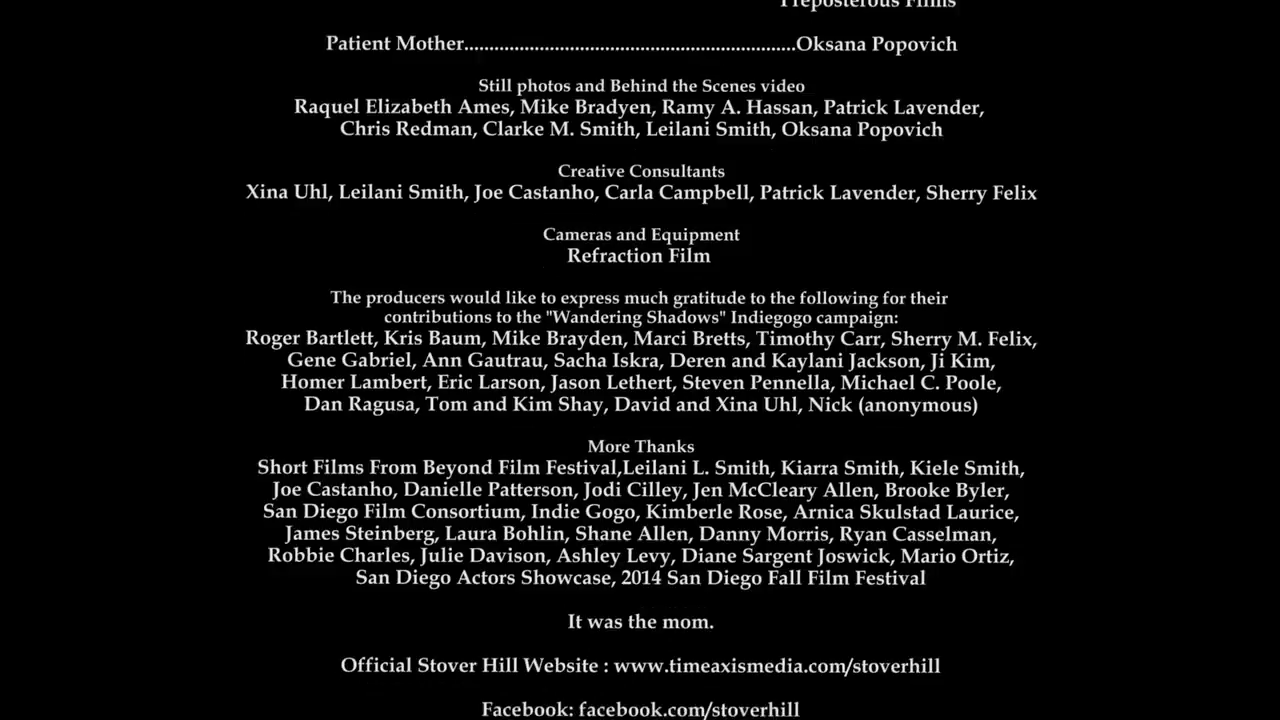 Preposterous Films
Patient Mother...................................................................Oksana Popovich
Still photos and Behind the Scenes video
Raquel Elizabeth Ames, Mike Bradyen, Ramy A. Hassan, Patrick Lavender,
Chris Redman, Clarke M. Smith, Leilani Smith, Oksana Popovich
Creative Consultants
Xina Uhl, Leilani Smith, Joe Castanho, Carla Campbell, Patrick Lavender, Sherry Felix
Cameras and Equipment
Refraction Film
The producers would like to express much gratitude to the following for their
contributions to the "Wandering Shadows" Indiegogo campaign:
Roger Bartlett, Kris Baum, Mike Brayden, Marci Bretts, Timothy Carr, Sherry M. Felix,
Gene Gabriel, Ann Gautrau, Sacha Iskra, Deren and Kaylani Jackson, Ji Kim,
Homer Lambert, Eric Larson, Jason Lethert, Steven Pennella, Michael C. Poole,
Dan Ragusa, Tom and Kim Shay, David and Xina Uhl, Nick (anonymous)
More Thanks
Short Films From Beyond Film Festival,Leilani L. Smith, Kiarra Smith, Kiele Smith,
Joe Castanho, Danielle Patterson, Jodi Cilley, Jen McCleary Allen, Brooke Byler,
San Diego Film Consortium, Indie Gogo, Kimberle Rose, Arnica Skulstad Laurice,
James Steinberg, Laura Bohlin, Shane Allen, Danny Morris, Ryan Casselman,
Robbie Charles, Julie Davison, Ashley Levy, Diane Sargent Joswick, Mario Ortiz,
San Diego Actors Showcase, 2014 San Diego Fall Film Festival
It was the mom.
Official Stover Hill Website : www.timeaxismedia.com/stoverhill
Facebook: facebook.com/stoverhill